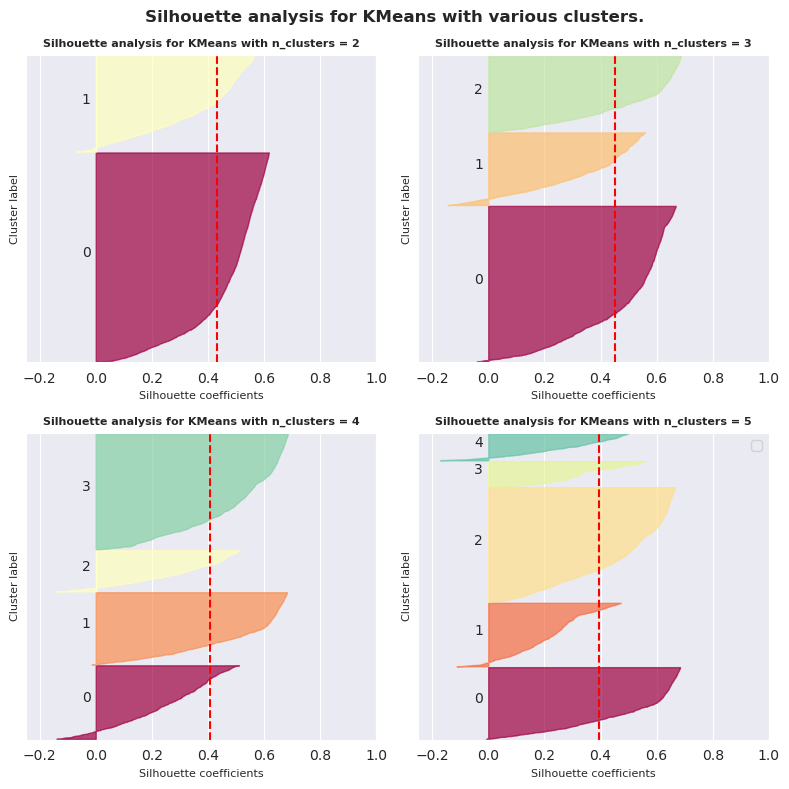 Silhouette analysis for KMeans with various clusters.
Silhouette analysis for KMeans with n_clusters = 2
Cluster label
1
0
−0.2 0.0 0.2 0.4 0.6 0.8 1.0
Silhouette coefficients
Silhouette analysis for KMeans with n_clusters = 3
Cluster label
2
1
0
−0.2 0.0 0.2 0.4 0.6 0.8 1.0
Silhouette coefficients
Silhouette analysis for KMeans with n_clusters = 4
Cluster label
3
2
1
0
−0.2 0.0 0.2 0.4 0.6 0.8 1.0
Silhouette coefficients
Silhouette analysis for KMeans with n_clusters = 5
Cluster label
4
3
2
1
0
−0.2 0.0 0.2 0.4 0.6 0.8 1.0
Silhouette coefficients